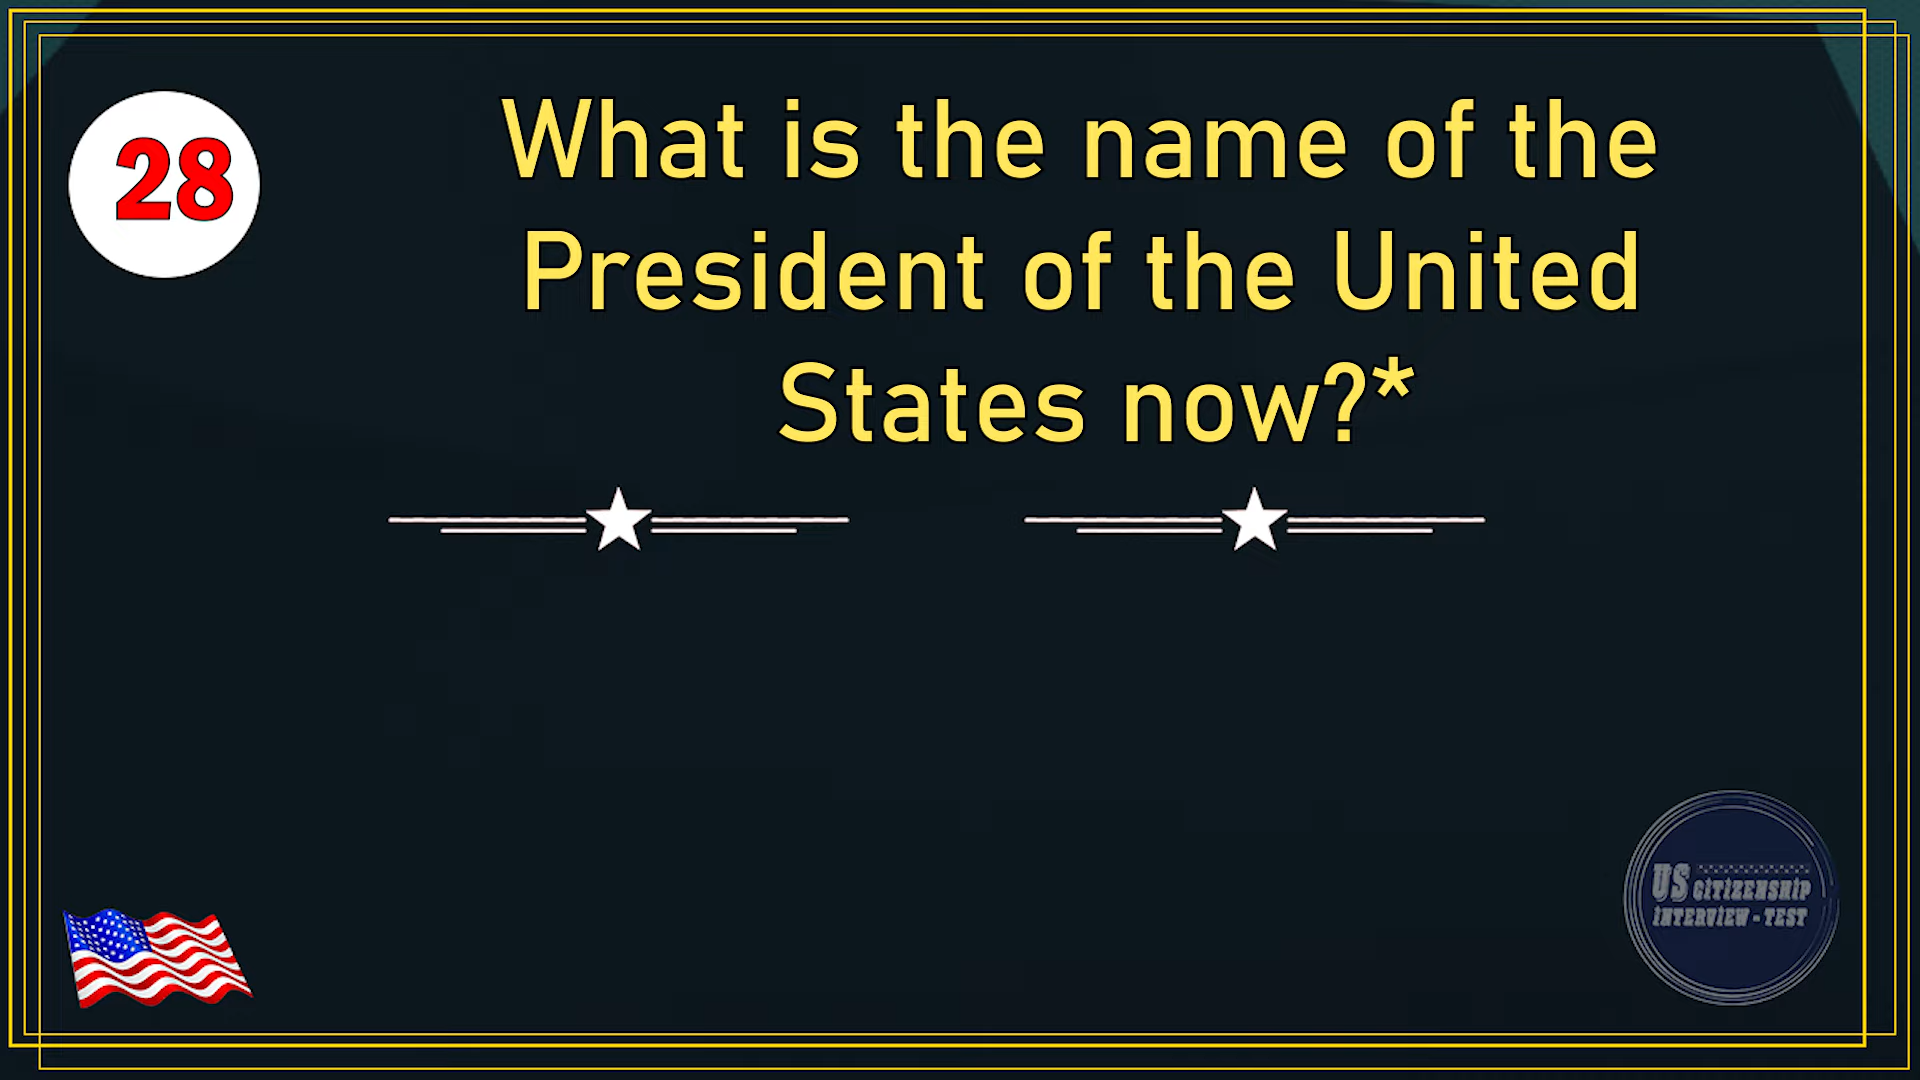 28
What is the name of the
President of the United
States now?*
US CITIZENSHIP
INTERVIEW - TEST